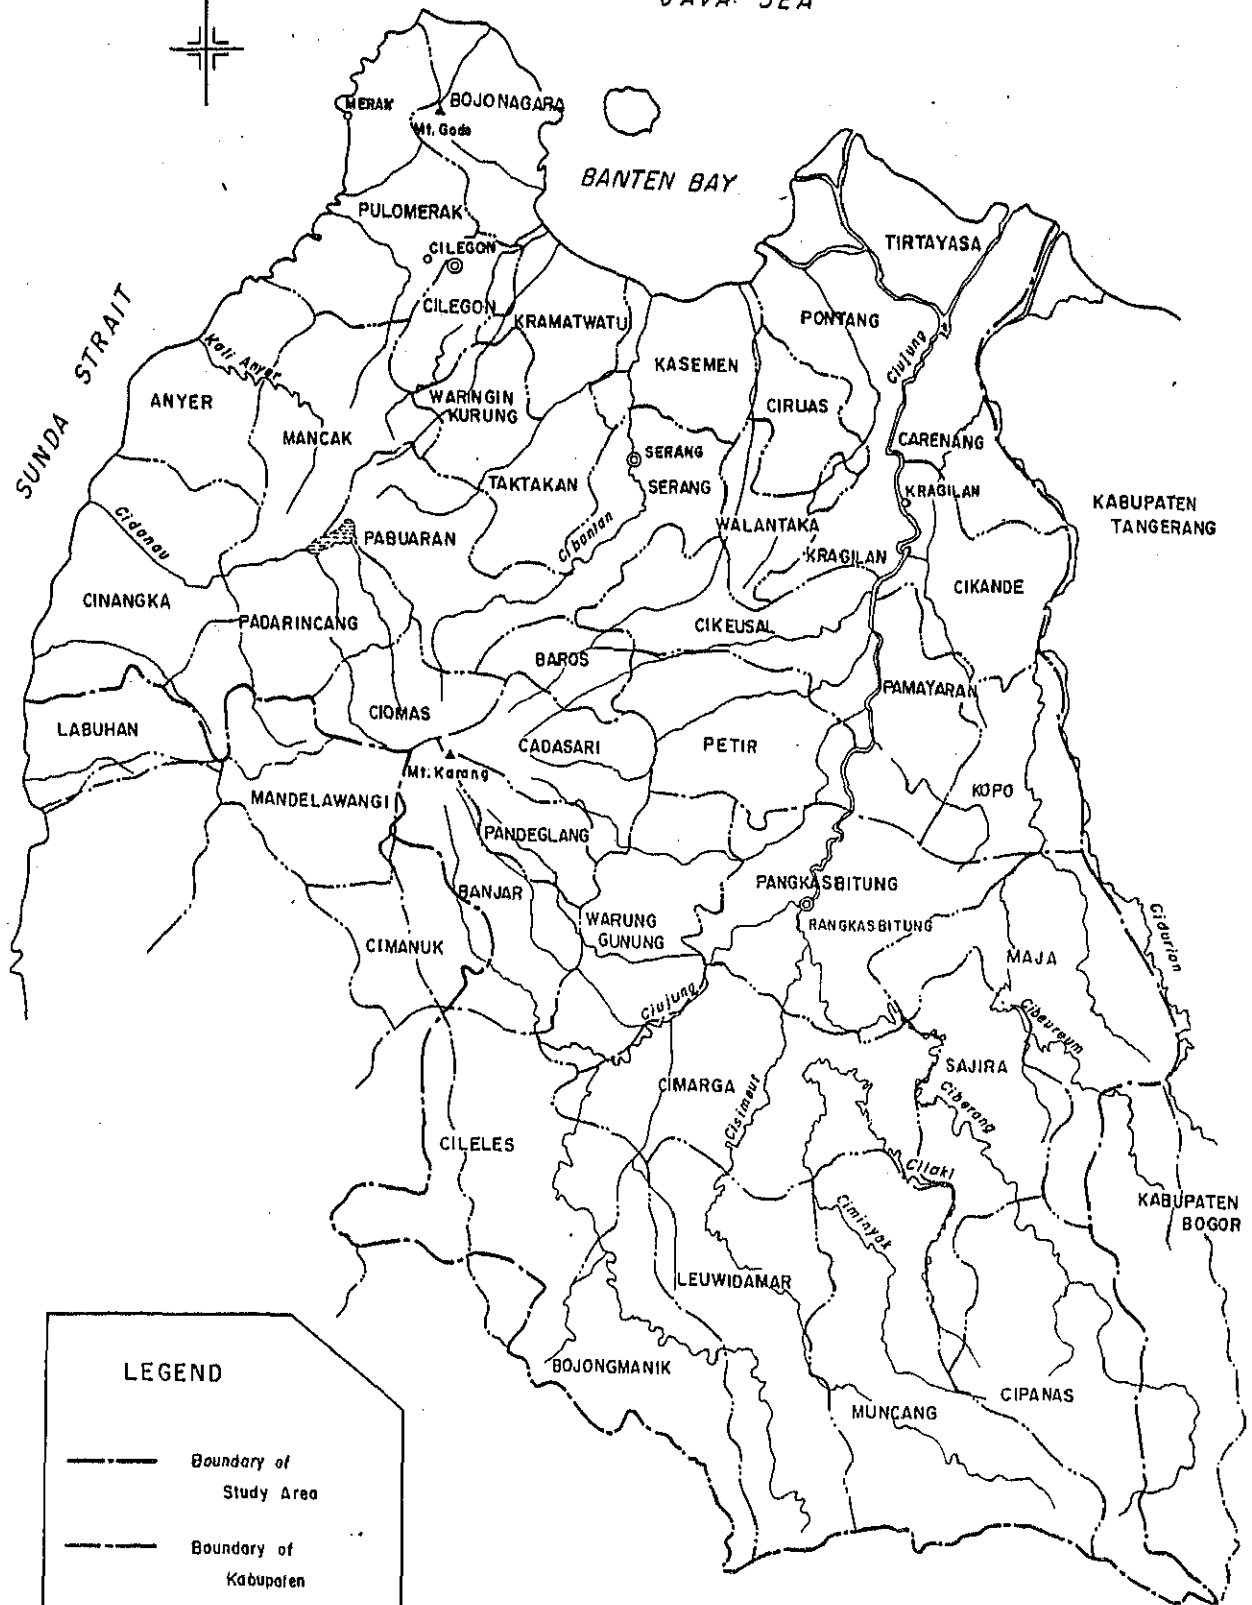 JAVA SEA
MERAK
BOJONAGARA
Mt. Gede
BANTEN BAY
PULOMERAK
TIRTAYASA
CILEGON
CILEGON
KRAMATWATU
PONTANG
SUNDA STRAIT
Kali Anyar
KASEMEN
Ciujung
ANYER
WARINGIN
KURUNG
CIRUAS
MANCAK
CARENANG
SERANG
TAKTAKAN
SERANG
KRAGILAN
KABUPATEN
TANGERANG
Cidanau
PABUARAN
Cibanten
WALANTAKA
KRAGILAN
CINANGKA
PADARINCANG
CIKANDE
CIKEUSAL
BAROS
PAMAYARAN
CIOMAS
LABUHAN
CADASARI
PETIR
Mt. Karang
MANDELAWANGI
KOPO
PANDEGLANG
BANJAR
PANGKASBITUNG
WARUNG
GUNUNG
RANGKASBITUNG
Cidurian
CIMANUK
MAJA
Ciujung
Cibeureum
SAJIRA
CIMARGA
Cisimeut
Ciberang
CILELES
Cilaki
Ciminyak
KABUPATEN
BOGOR
LEUWIDAMAR
BOJONGMANIK
CIPANAS
MUNCANG
LEGEND
Boundary of
Study Area
Boundary of
Kabupaten